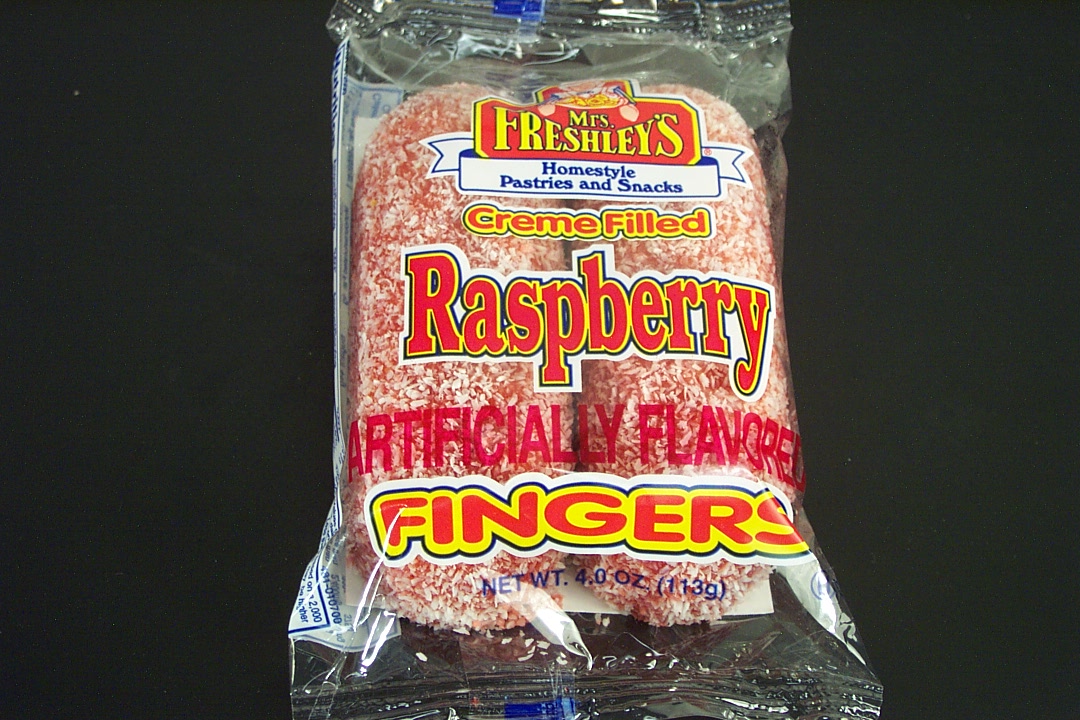 Mrs.
FRESHLEY'S
Homestyle
Pastries and Snacks
Creme Filled
Raspberry
ARTIFICIALLY FLAVORED
FINGERS
NET WT. 4.0 OZ. (113g)